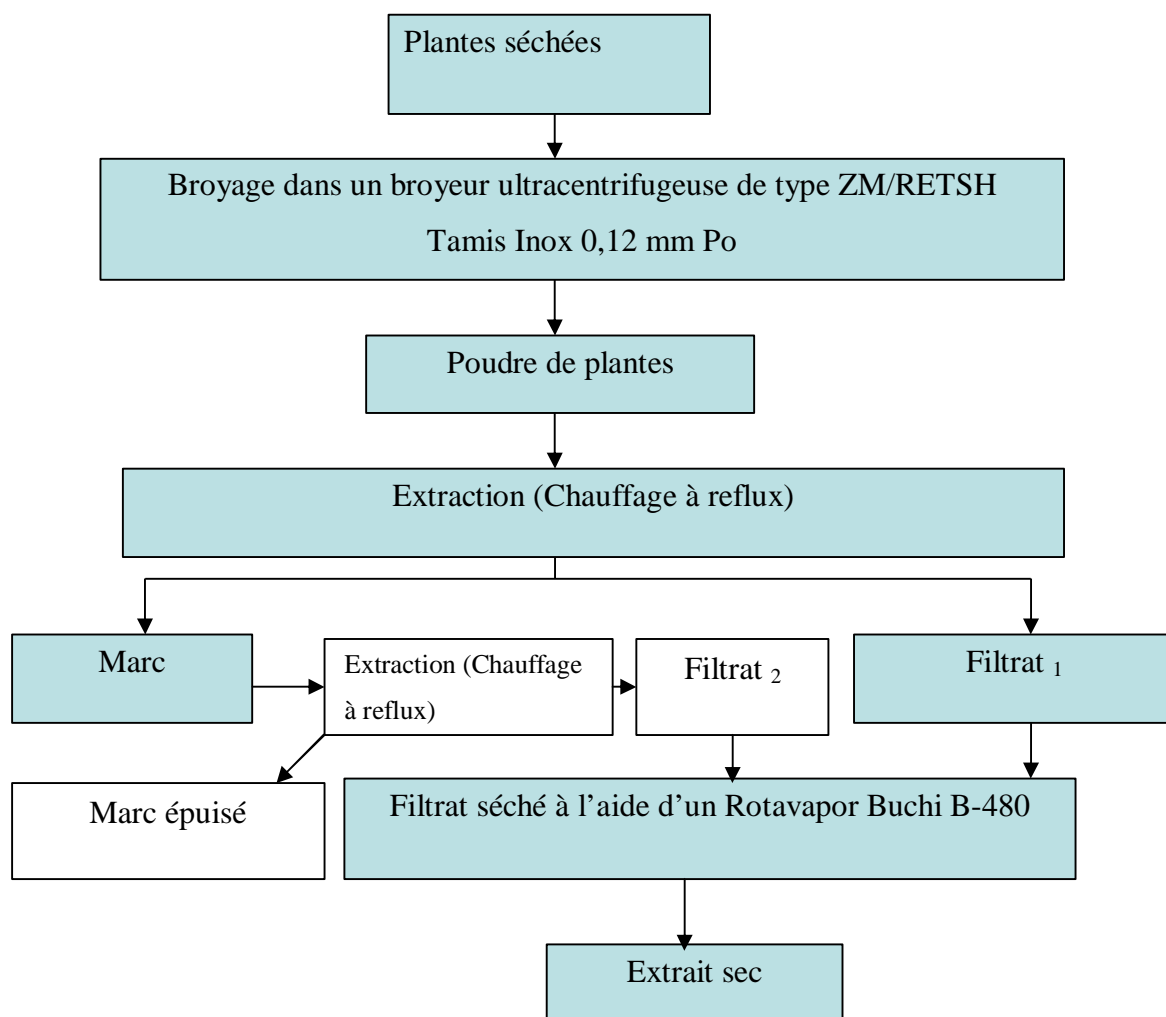 Plantes séchées
Broyage dans un broyeur ultracentrifugeuse de type ZM/RETSH
Tamis Inox 0,12 mm Po
Poudre de plantes
Extraction (Chauffage à reflux)
Marc
Extraction (Chauffage
à reflux)
Filtrat 2
Filtrat 1
Marc épuisé
Filtrat séché à l’aide d’un Rotavapor Buchi B-480
Extrait sec